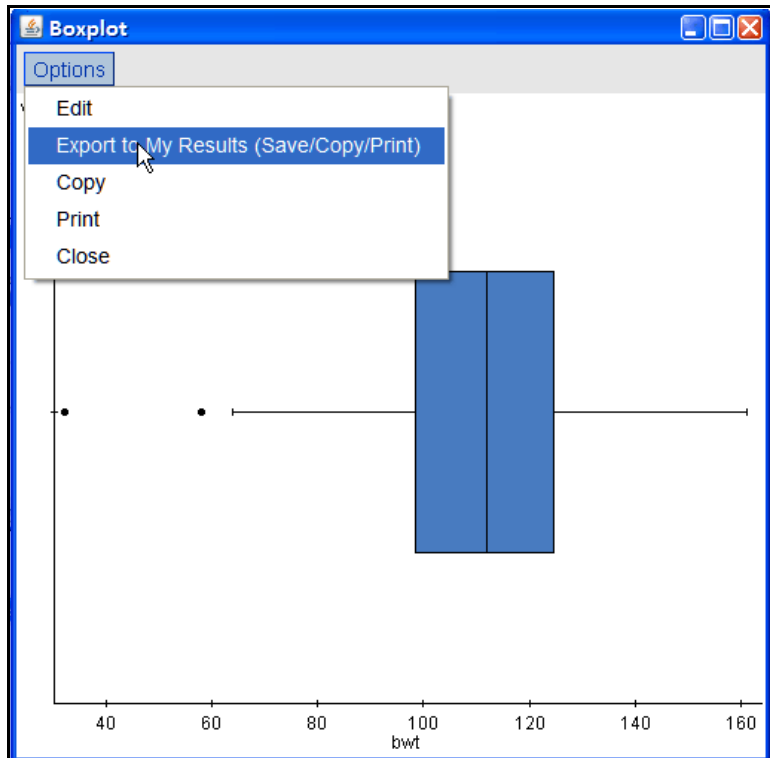 Boxplot
Options
Edit
Export to My Results (Save/Copy/Print)
Copy
Print
Close
40 60 80 100 120 140 160
bwt